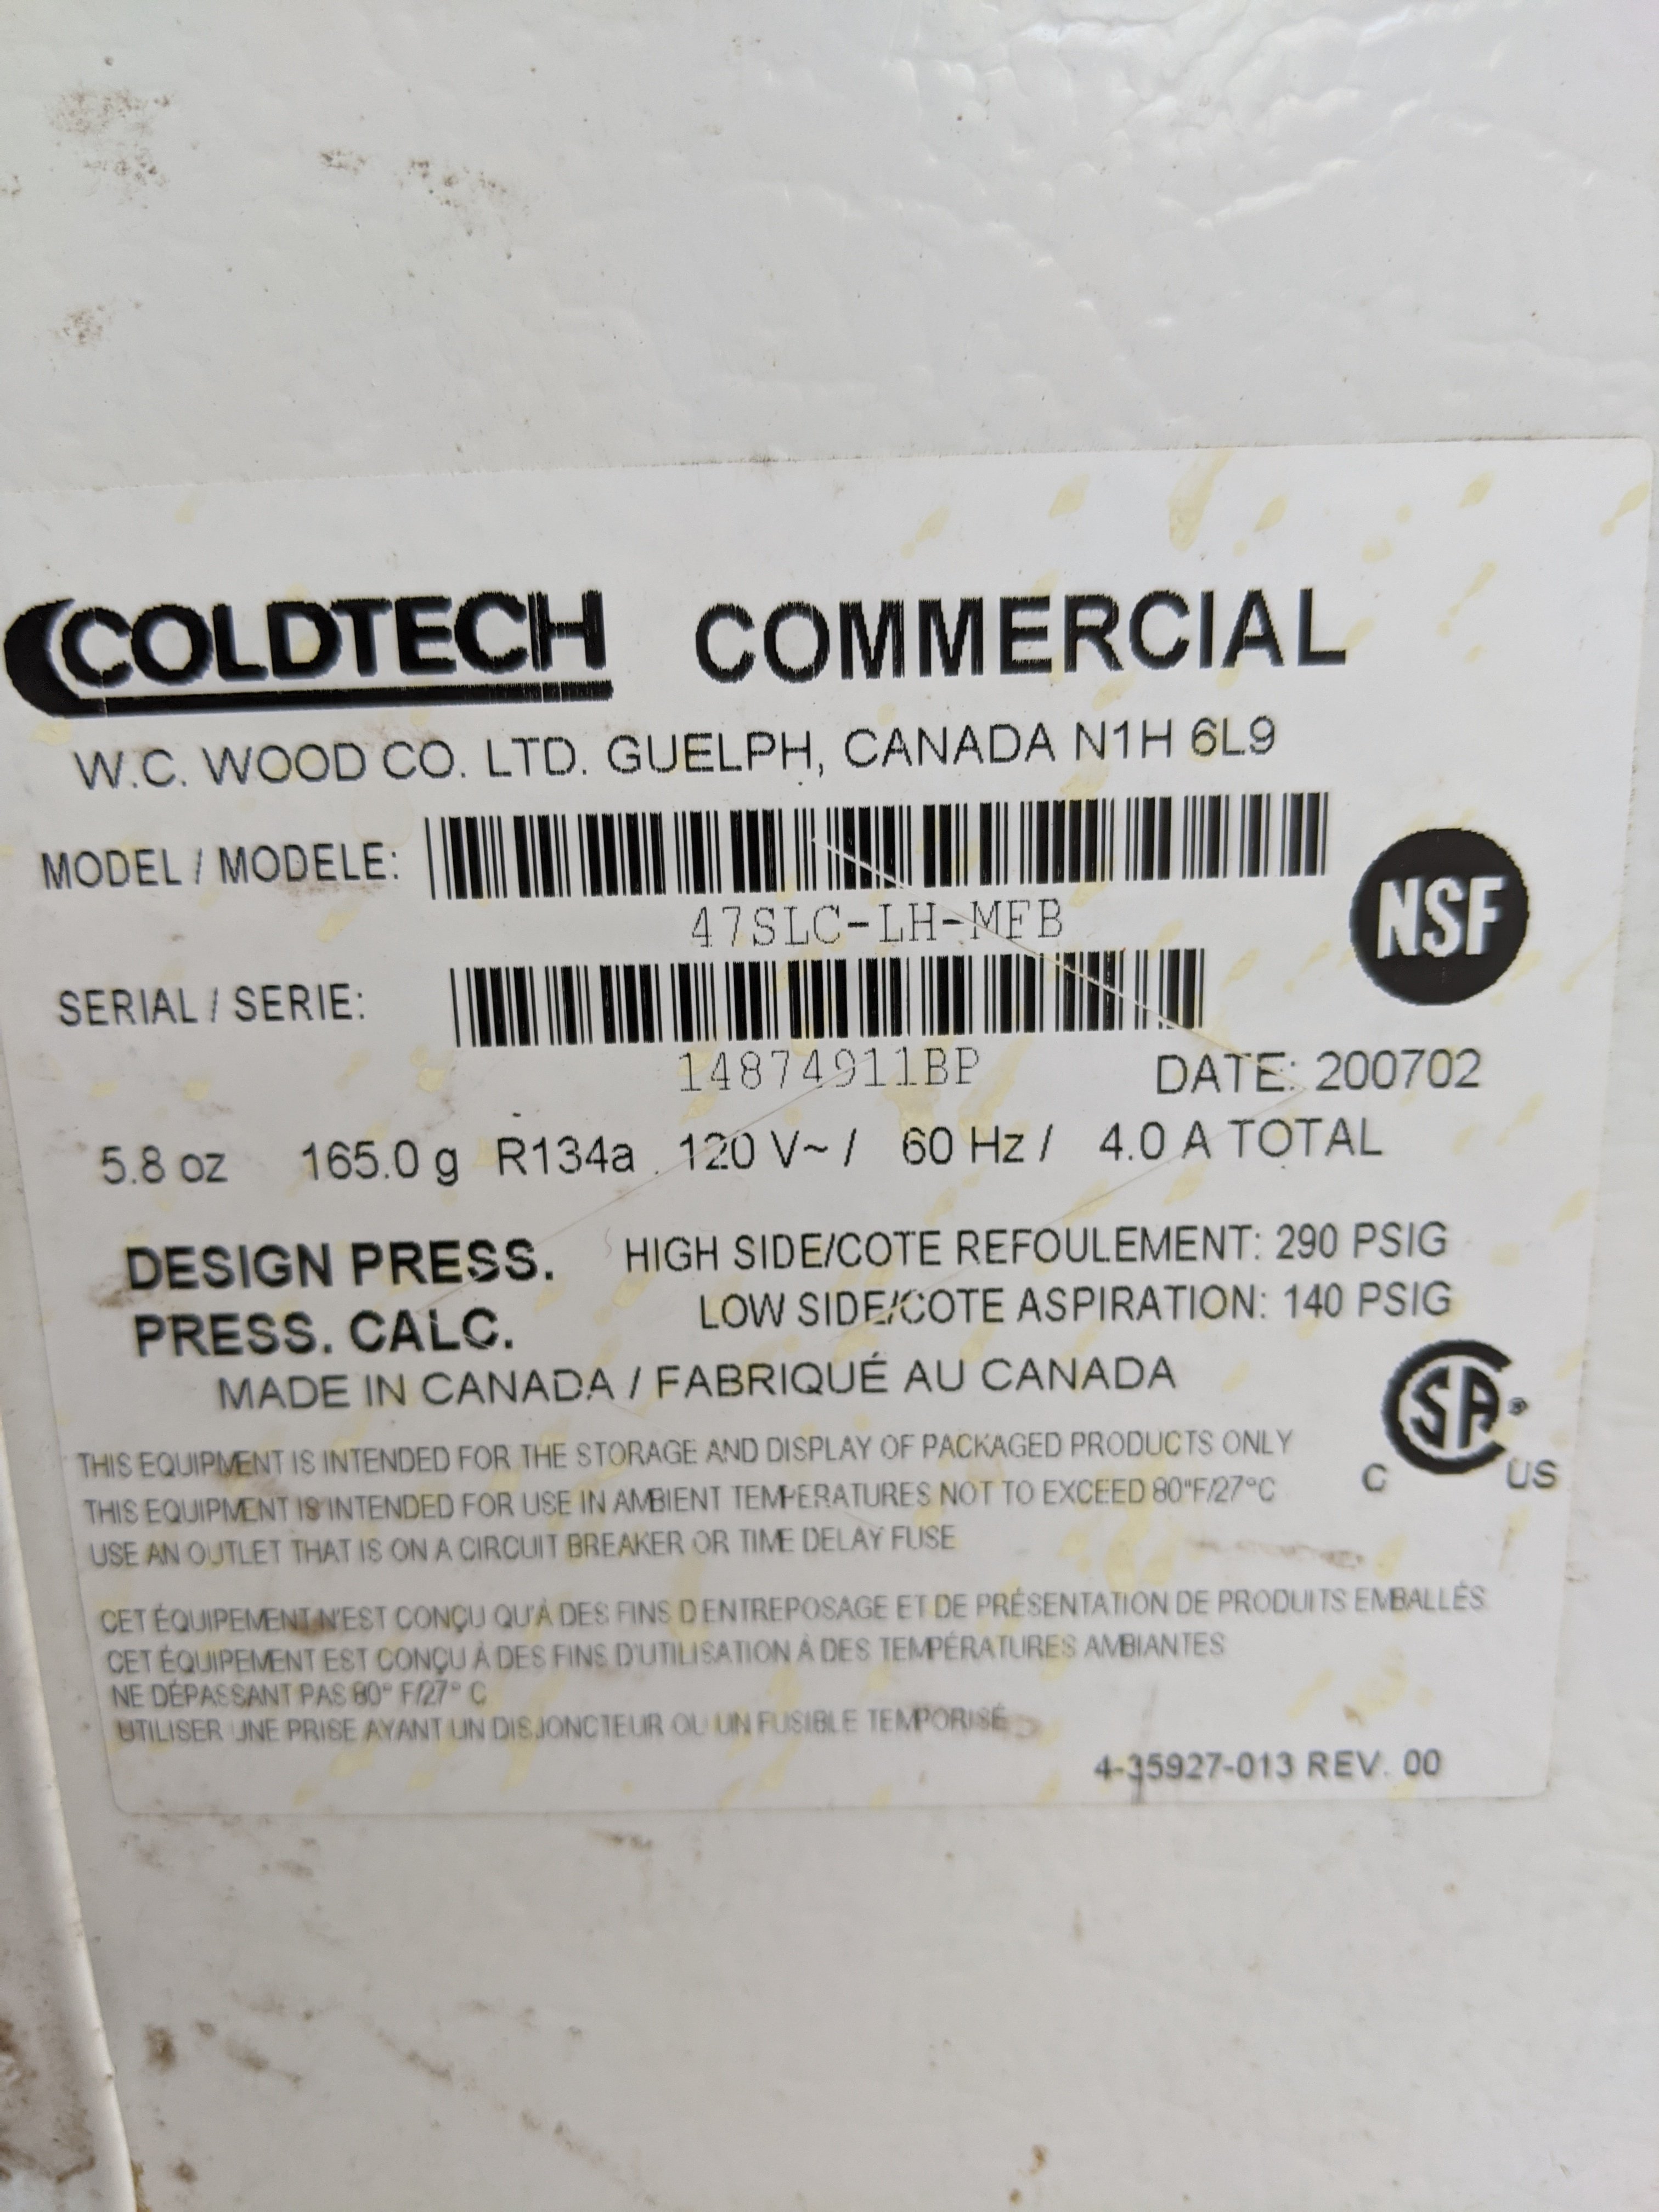 COLDTECH COMMERCIAL
W.C. WOOD CO. LTD. GUELPH, CANADA N1H 6L9
MODEL / MODELE:
47SLC-LH-MFB
NSF
SERIAL / SERIE:
14874911BP
DATE: 200702
5.8 oz 165.0 g R134a 120 V~ / 60 Hz / 4.0 A TOTAL
DESIGN PRESS. HIGH SIDE/COTE REFOULEMENT: 290 PSIG
PRESS. CALC. LOW SIDE/COTE ASPIRATION: 140 PSIG
MADE IN CANADA / FABRIQUÉ AU CANADA
SA ®
C US
THIS EQUIPMENT IS INTENDED FOR THE STORAGE AND DISPLAY OF PACKAGED PRODUCTS ONLY
THIS EQUIPMENT IS INTENDED FOR USE IN AMBIENT TEMPERATURES NOT TO EXCEED 80°F/27°C
USE AN OUTLET THAT IS ON A CIRCUIT BREAKER OR TIME DELAY FUSE
CET ÉQUIPEMENT N'EST CONÇU QU'À DES FINS D'ENTREPOSAGE ET DE PRÉSENTATION DE PRODUITS EMBALLÉS
CET ÉQUIPEMENT EST CONÇU À DES FINS D'UTILISATION À DES TEMPÉRATURES AMBIANTES
NE DÉPASSANT PAS 80° F/27° C
UTILISER UNE PRISE AYANT UN DISJONCTEUR OU UN FUSIBLE TEMPORISÉ
4-35927-013 REV. 00